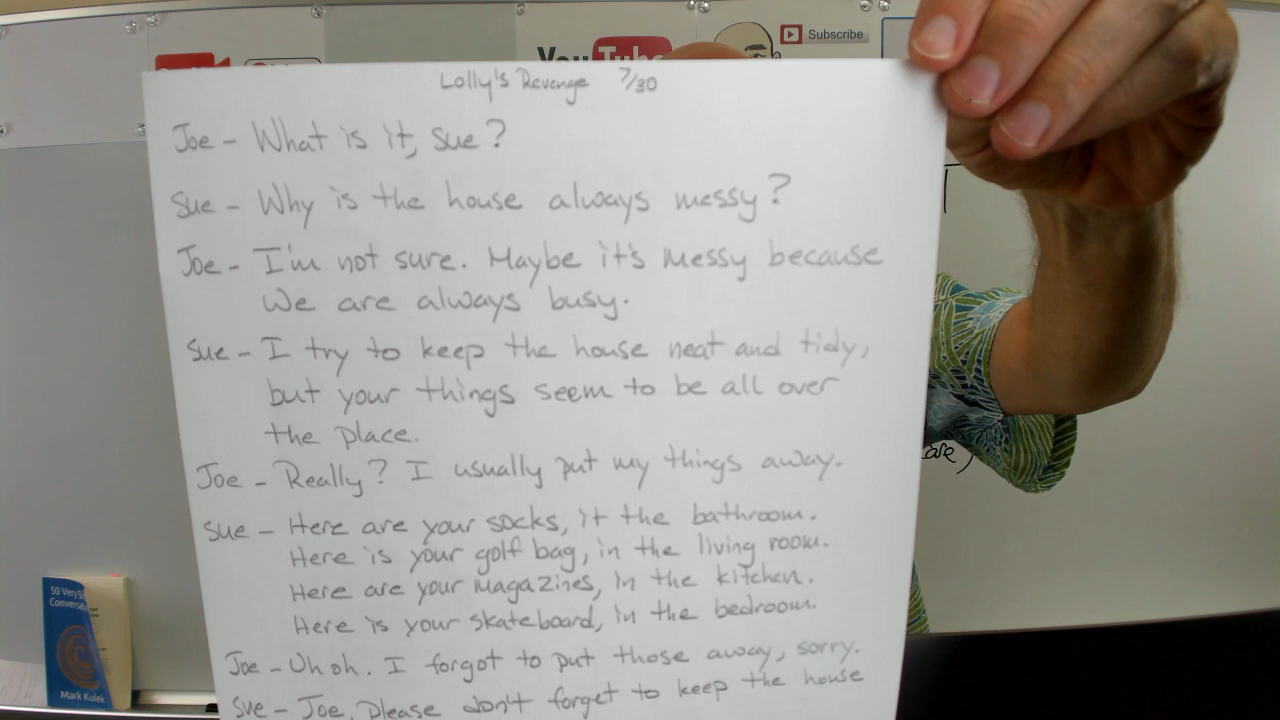 Subscribe
YouTube
Lolly's Revenge 7/30
Joe - What is it, Sue?
Sue - Why is the house always messy?
Joe - I'm not sure. Maybe it's messy because
we are always busy.
Sue - I try to keep the house neat and tidy,
but your things seem to be all over
the place.
Joe - Really? I usually put my things away.
Sue - Here are your socks, it the bathroom.
Here is your golf bag, in the living room.
Here are your magazines, in the kitchen.
Here is your skateboard, in the bedroom.
Joe - Uh oh. I forgot to put those away, sorry.
Sue - Joe, please don't forget to keep the house
50 Very
Conversa
Mark Kulek